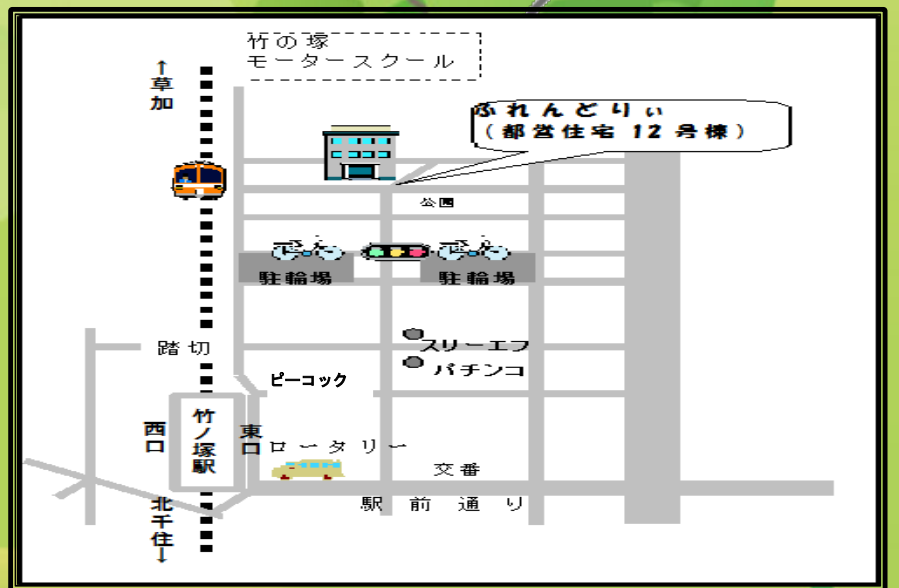 竹の塚
モータースクール
↑草加
ふれんどりぃ
(都営住宅 12号棟)
公園
駐輪場
駐輪場
踏切
スリーエフ
パチンコ
ピーコック
西口
竹ノ塚駅
東口
ロータリー
交番
駅前通り
北千住↓